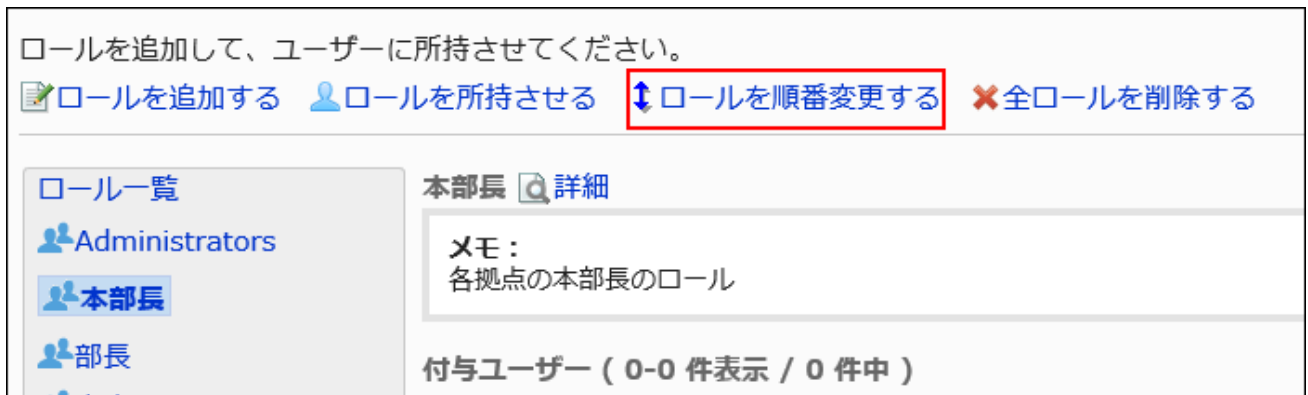 ロールを追加して、ユーザーに所持させてください。
ロールを追加する ロールを所持させる ロールを順番変更する 全ロールを削除する
ロール一覧
Administrators
本部長
部長
本部長 詳細
メモ：
各拠点の本部長のロール
付与ユーザー ( 0-0 件表示 / 0 件中 )